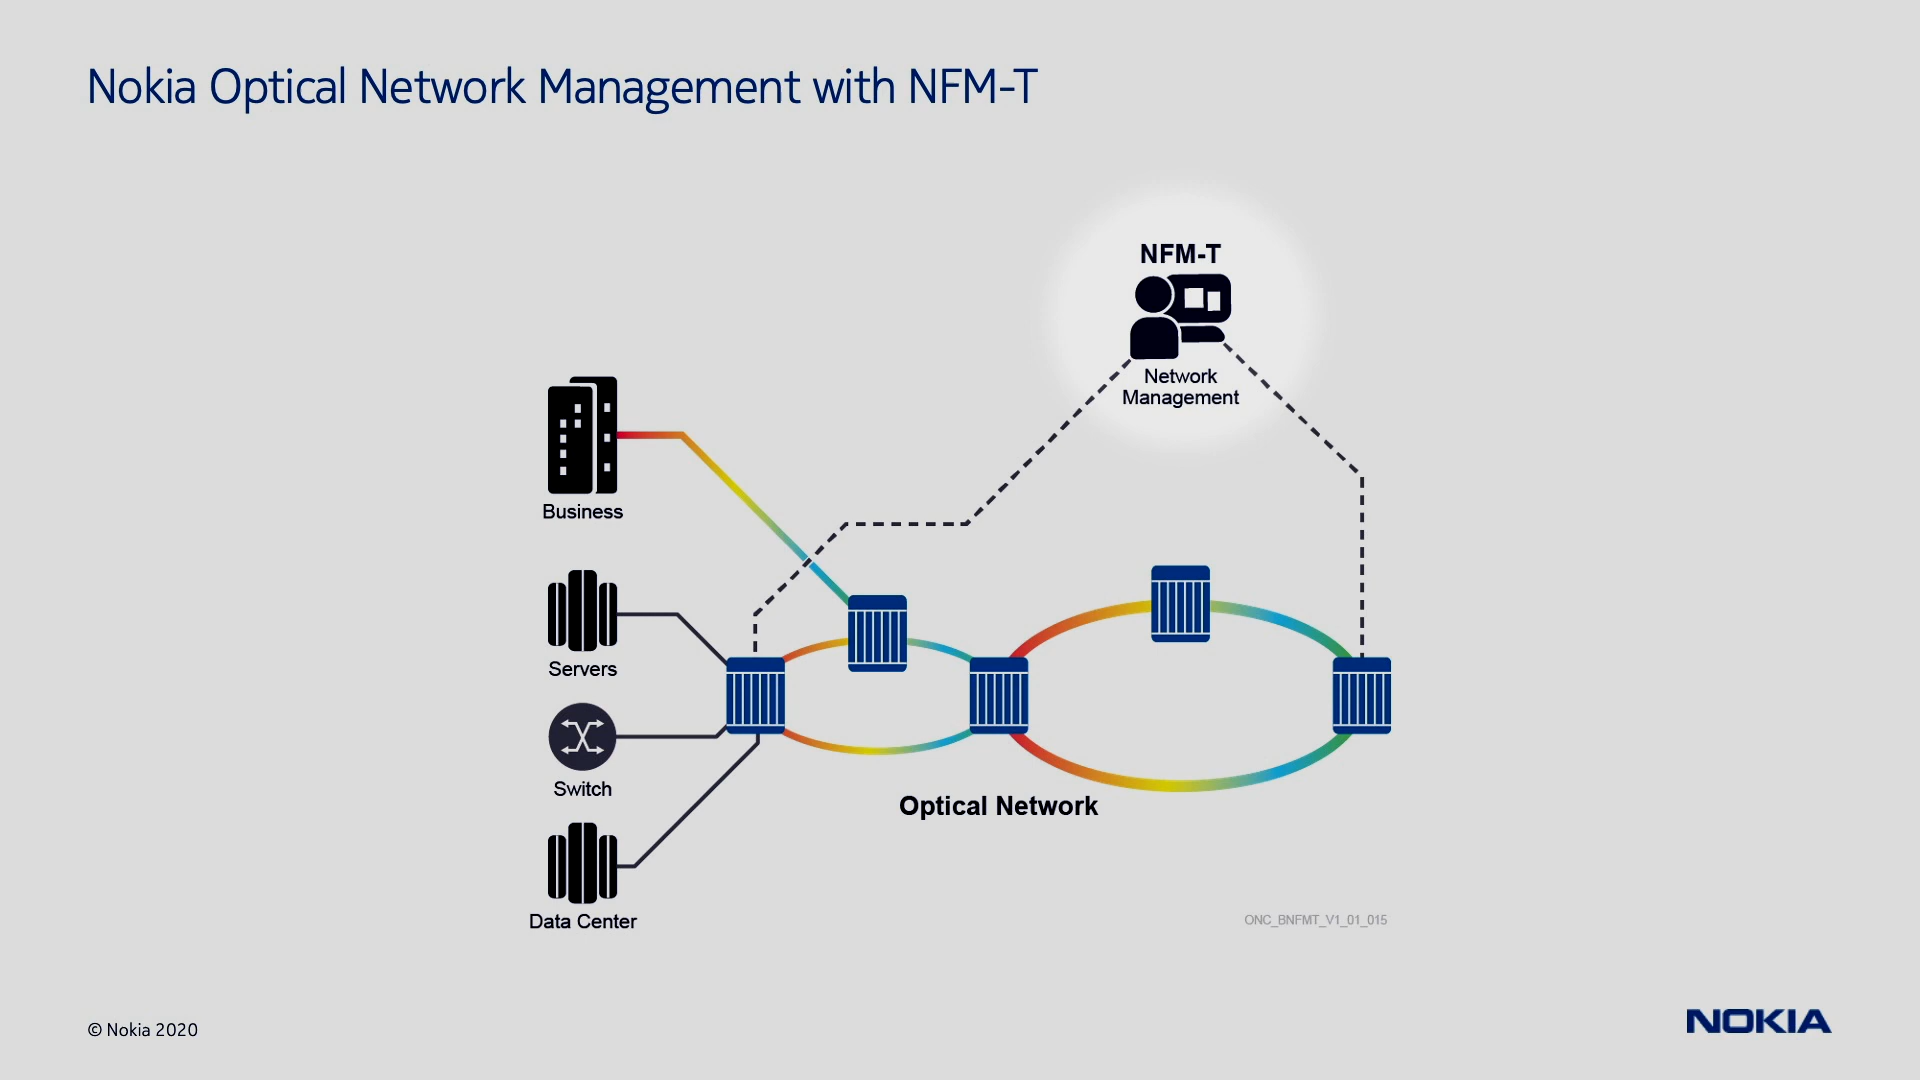 Nokia Optical Network Management with NFM-T
NFM-T
Network
Management
Business
Servers
Switch
Optical Network
Data Center
ONC_BNFMT_V1_01_015
© Nokia 2020
NOKIA